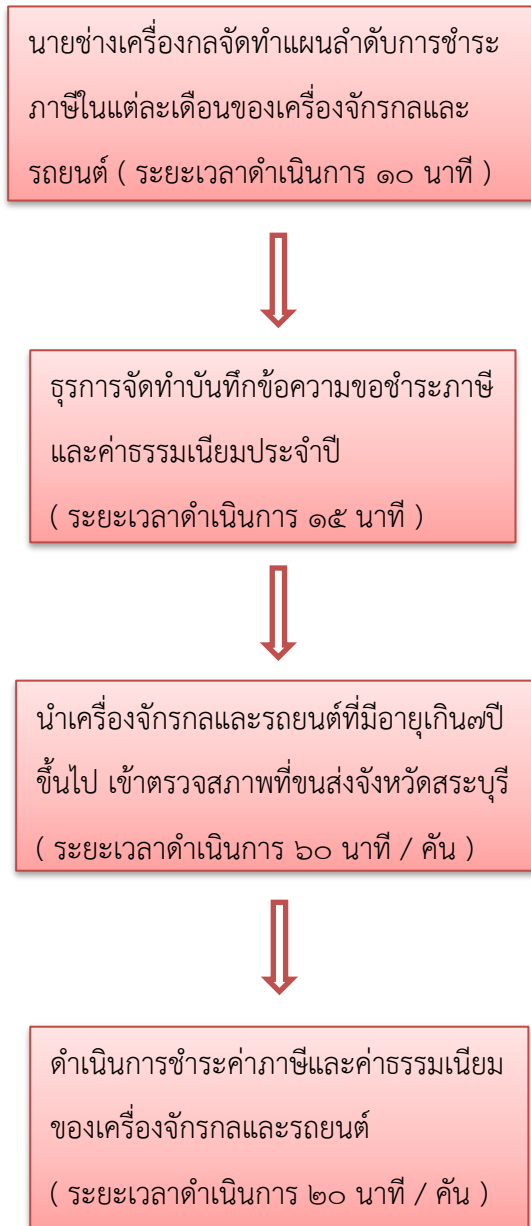 นายช่างเครื่องกลจัดทำแผนลำดับการชำระ
ภาษีในแต่ละเดือนของเครื่องจักรกลและ
รถยนต์ ( ระยะเวลาดำเนินการ ๑๐ นาที )
ธุรการจัดทำบันทึกข้อความขอชำระภาษี
และค่าธรรมเนียมประจำปี
( ระยะเวลาดำเนินการ ๑๕ นาที )
นำเครื่องจักรกลและรถยนต์ที่มีอายุเกิน๗ปี
ขึ้นไป เข้าตรวจสภาพที่ขนส่งจังหวัดสระบุรี
( ระยะเวลาดำเนินการ ๖๐ นาที / คัน )
ดำเนินการชำระค่าภาษีและค่าธรรมเนียม
ของเครื่องจักรกลและรถยนต์
( ระยะเวลาดำเนินการ ๒๐ นาที / คัน )